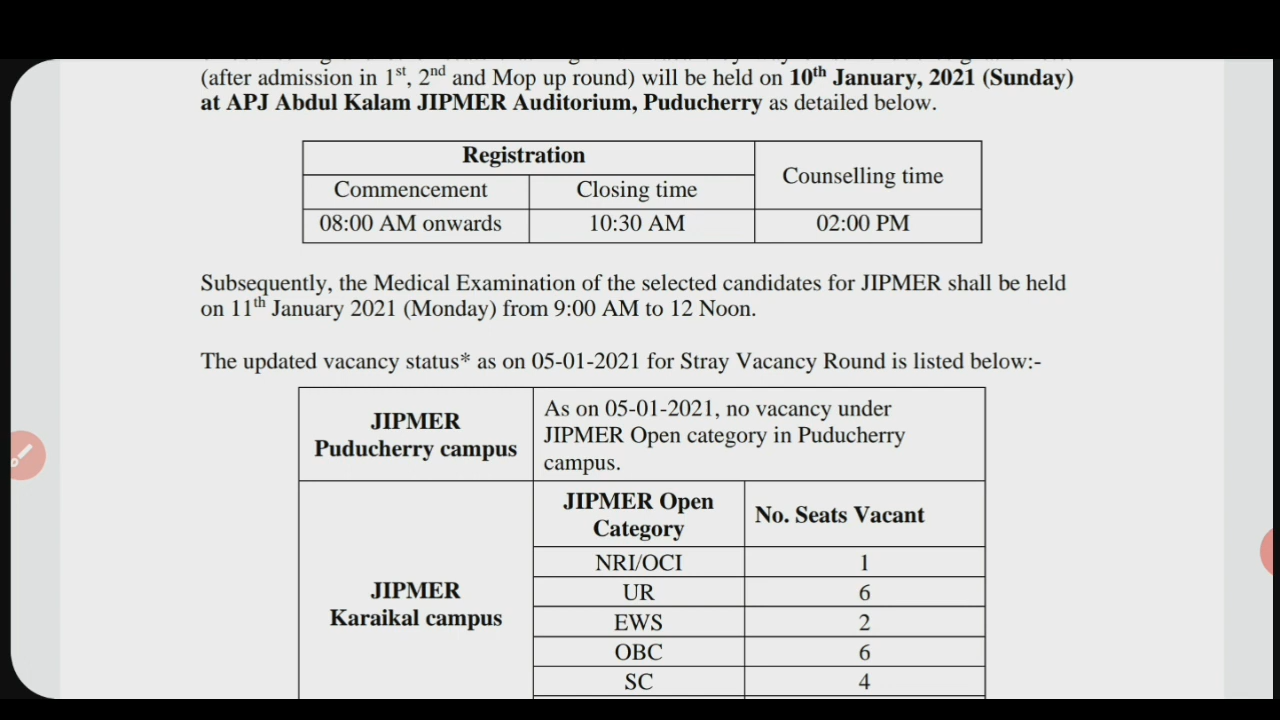 (after admission in 1st, 2nd and Mop up round) will be held on 10th January, 2021 (Sunday)
at APJ Abdul Kalam JIPMER Auditorium, Puducherry as detailed below.
Registration
Counselling time
Commencement
Closing time
08:00 AM onwards
10:30 AM
02:00 PM
Subsequently, the Medical Examination of the selected candidates for JIPMER shall be held
on 11th January 2021 (Monday) from 9:00 AM to 12 Noon.
The updated vacancy status* as on 05-01-2021 for Stray Vacancy Round is listed below:-
JIPMER
Puducherry campus
As on 05-01-2021, no vacancy under
JIPMER Open category in Puducherry
campus.
JIPMER
Karaikal campus
JIPMER Open
Category
No. Seats Vacant
NRI/OCI
1
UR
6
EWS
2
OBC
6
SC
4